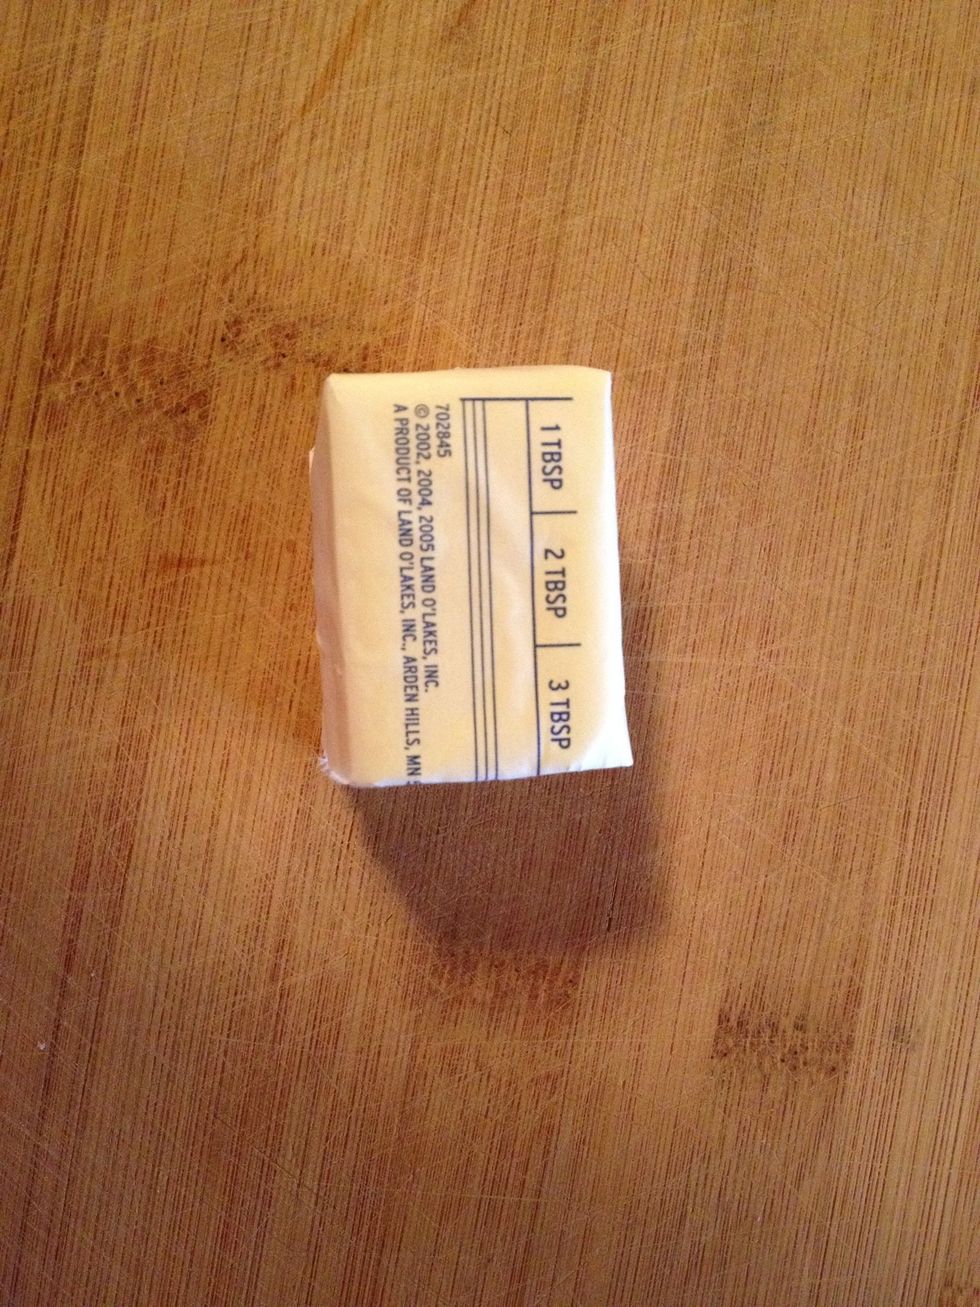 1 TBSP
2 TBSP
3 TBSP
702845
© 2002, 2004, 2005 LAND O'LAKES, INC.
A PRODUCT OF LAND O'LAKES, INC., ARDEN HILLS, MN